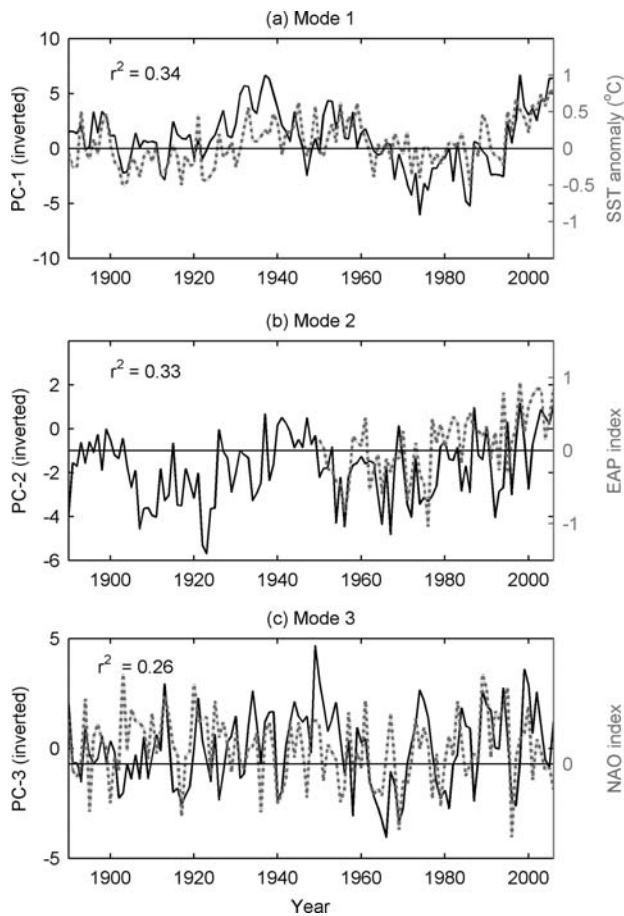 (a) Mode 1
r² = 0.34
PC-1 (inverted)
10
5
0
-5
-10
SST anomaly (°C)
1
0.5
0
-0.5
-1
1900 1920 1940 1960 1980 2000
(b) Mode 2
r² = 0.33
PC-2 (inverted)
2
0
-2
-4
-6
EAP index
1
0
-1
1900 1920 1940 1960 1980 2000
(c) Mode 3
r² = 0.26
PC-3 (inverted)
5
0
-5
NAO index
0
1900 1920 1940 1960 1980 2000
Year